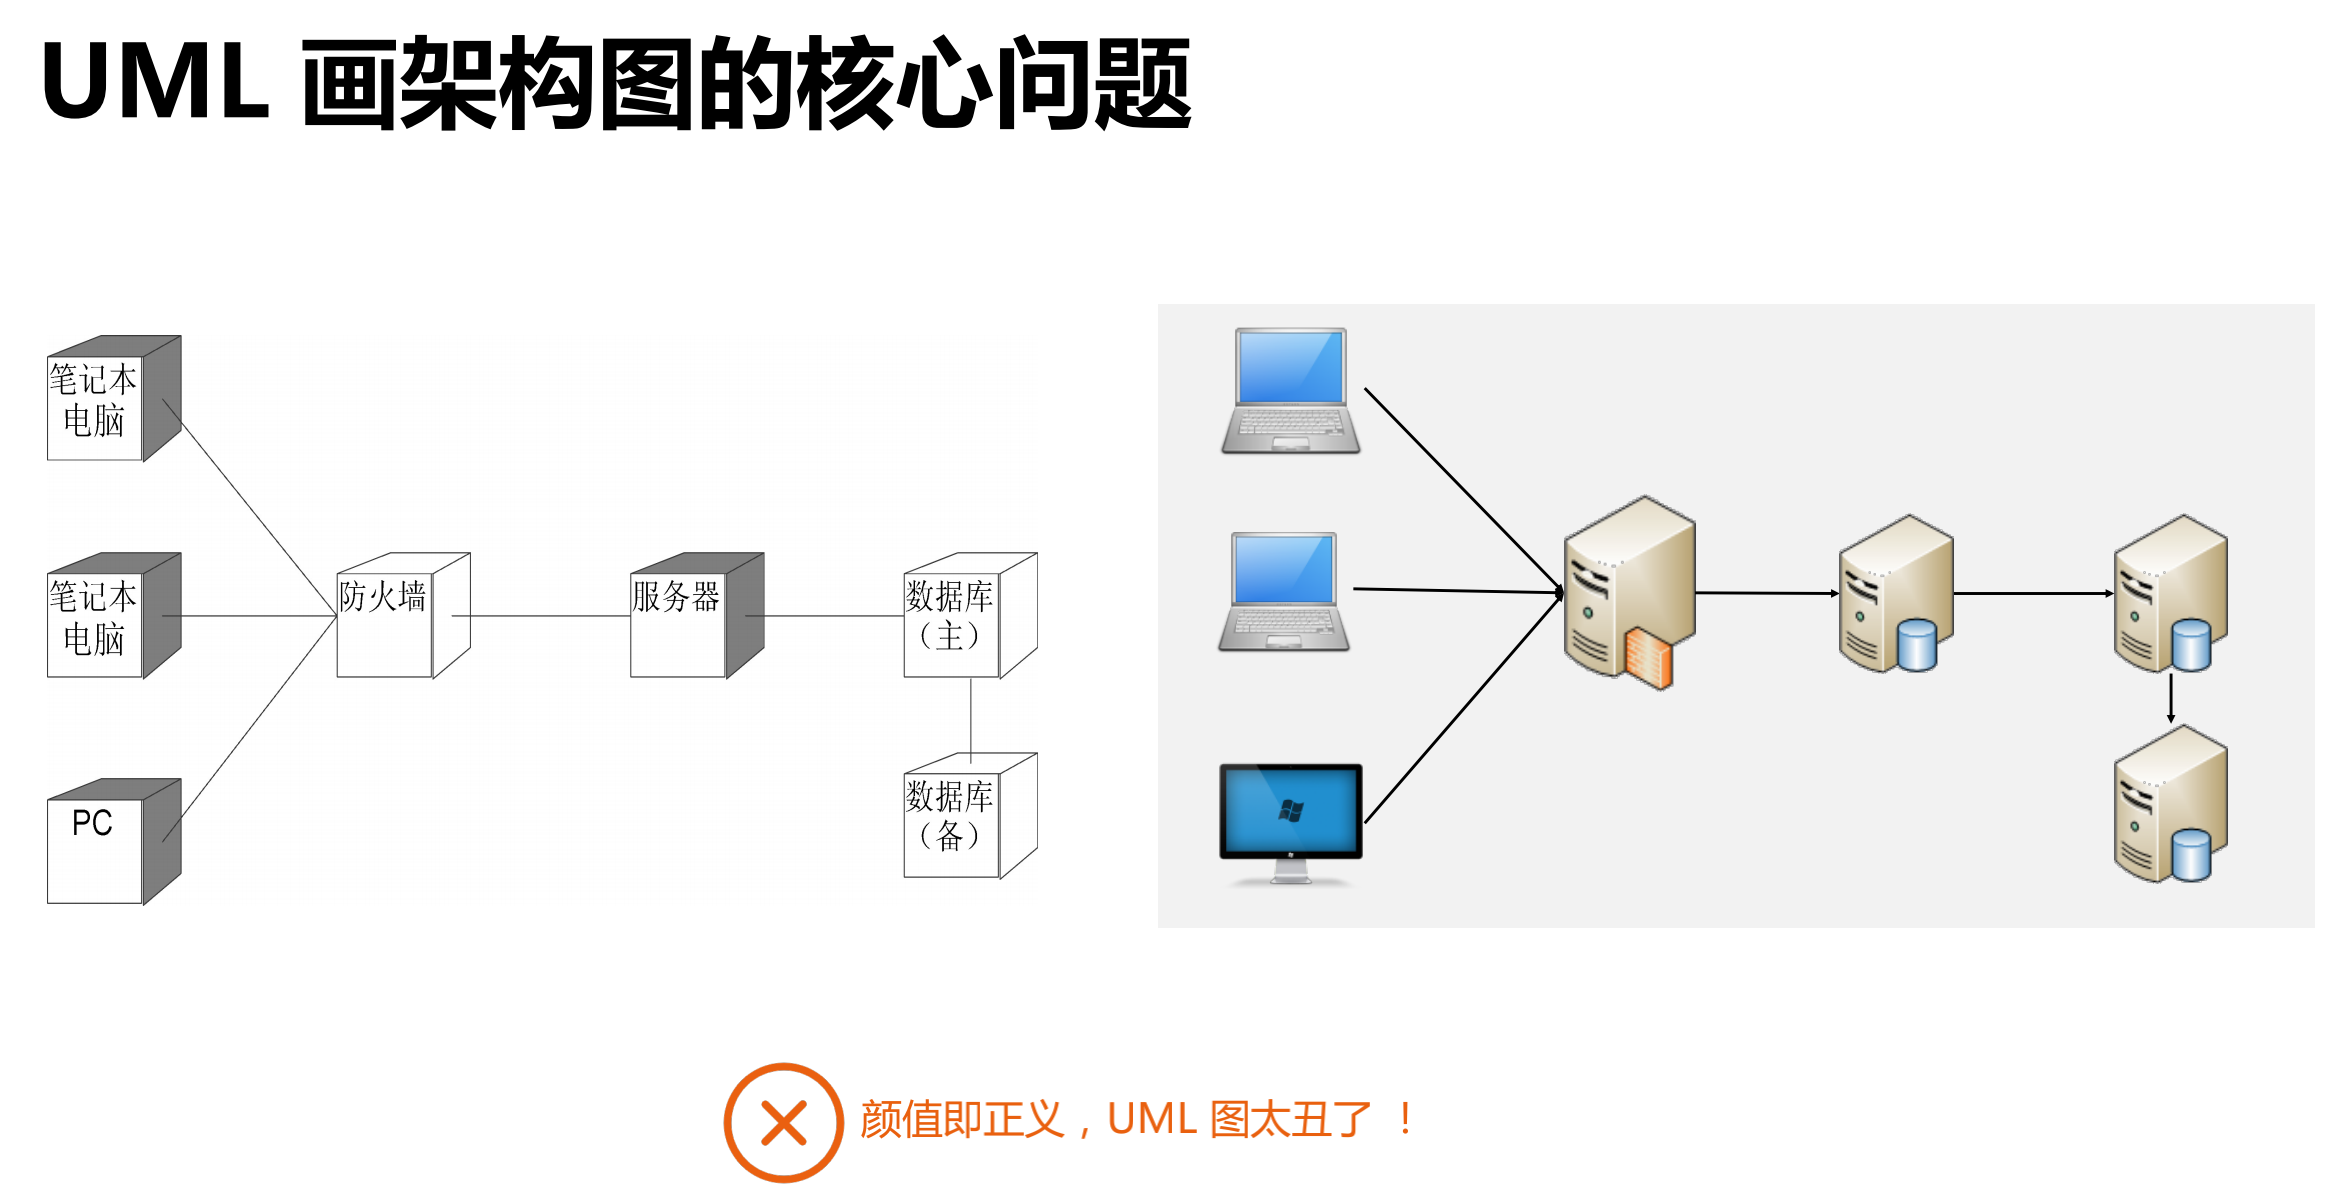 UML 画架构图的核心问题
笔记本
电脑
笔记本
电脑
防火墙
服务器
数据库
（主）
PC
数据库
（备）
颜值即正义，UML 图太丑了 ！